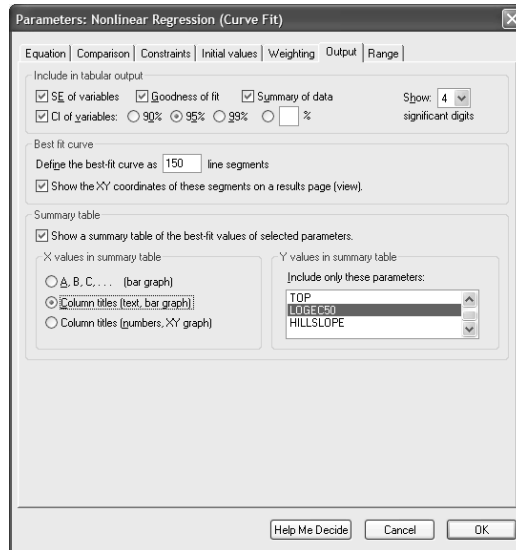 Parameters: Nonlinear Regression (Curve Fit)
Equation Comparison Constraints Initial values Weighting Output Range
Include in tabular output
SE of variables Goodness of fit Summary of data Show: 4
CI of variables: 90% 95% 99% % significant digits
Best fit curve
Define the best-fit curve as 150 line segments
Show the XY coordinates of these segments on a results page (view).
Summary table
Show a summary table of the best-fit values of selected parameters.
X values in summary table
A, B, C, . . . (bar graph)
Column titles (text, bar graph)
Column titles (numbers, XY graph)
Y values in summary table
Include only these parameters:
TOP
LOGEC50
HILLSLOPE
Help Me Decide Cancel OK